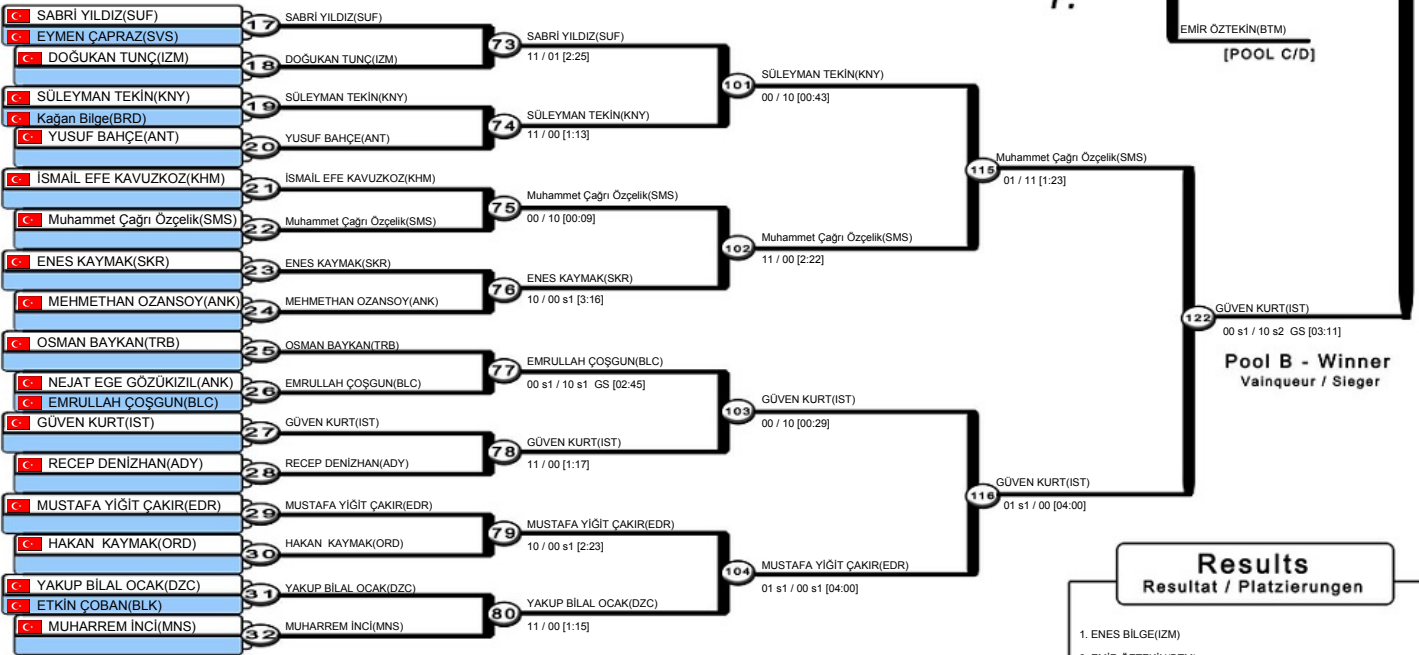 1.
EMİR ÖZTEKİN(BTM)
[POOL C/D]
SABRİ YILDIZ(SUF)
EYMEN ÇAPRAZ(SVS)
DOĞUKAN TUNÇ(IZM)
SÜLEYMAN TEKİN(KNY)
Kağan Bilge(BRD)
YUSUF BAHÇE(ANT)
İSMAİL EFE KAVUZKOZ(KHM)
Muhammet Çağrı Özçelik(SMS)
ENES KAYMAK(SKR)
MEHMETHAN OZANSOY(ANK)
OSMAN BAYKAN(TRB)
NEJAT EGE GÖZÜKIZIL(ANK)
EMRULLAH ÇOŞGUN(BLC)
GÜVEN KURT(IST)
RECEP DENİZHAN(ADY)
MUSTAFA YİĞİT ÇAKIR(EDR)
HAKAN KAYMAK(ORD)
YAKUP BİLAL OCAK(DZC)
ETKİN ÇOBAN(BLK)
MUHARREM İNCİ(MNS)
17 SABRİ YILDIZ(SUF)
18 DOĞUKAN TUNÇ(IZM)
19 SÜLEYMAN TEKİN(KNY)
20 YUSUF BAHÇE(ANT)
21 İSMAİL EFE KAVUZKOZ(KHM)
22 Muhammet Çağrı Özçelik(SMS)
23 ENES KAYMAK(SKR)
24 MEHMETHAN OZANSOY(ANK)
25 OSMAN BAYKAN(TRB)
26 EMRULLAH ÇOŞGUN(BLC)
27 GÜVEN KURT(IST)
28 RECEP DENİZHAN(ADY)
29 MUSTAFA YİĞİT ÇAKIR(EDR)
30 HAKAN KAYMAK(ORD)
31 YAKUP BİLAL OCAK(DZC)
32 MUHARREM İNCİ(MNS)
73 SABRİ YILDIZ(SUF)
11 / 01 [2:25]
74 SÜLEYMAN TEKİN(KNY)
11 / 00 [1:13]
75 Muhammet Çağrı Özçelik(SMS)
00 / 10 [00:09]
76 ENES KAYMAK(SKR)
10 / 00 s1 [3:16]
77 EMRULLAH ÇOŞGUN(BLC)
00 s1 / 10 s1 GS [02:45]
78 GÜVEN KURT(IST)
11 / 00 [1:17]
79 MUSTAFA YİĞİT ÇAKIR(EDR)
10 / 00 s1 [2:23]
80 YAKUP BİLAL OCAK(DZC)
11 / 00 [1:15]
101 SÜLEYMAN TEKİN(KNY)
00 / 10 [00:43]
102 Muhammet Çağrı Özçelik(SMS)
11 / 00 [2:22]
103 GÜVEN KURT(IST)
00 / 10 [00:29]
104 MUSTAFA YİĞİT ÇAKIR(EDR)
01 s1 / 00 s1 [04:00]
115 Muhammet Çağrı Özçelik(SMS)
01 / 11 [1:23]
116 GÜVEN KURT(IST)
01 s1 / 00 [04:00]
122 GÜVEN KURT(IST)
00 s1 / 10 s2 GS [03:11]
Pool B - Winner
Vainqueur / Sieger
Results
Resultat / Platzierungen
1. ENES BİLGE(IZM)